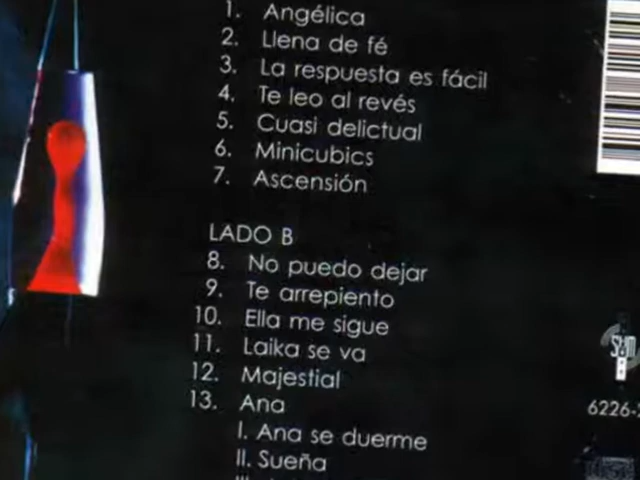 1. Angélica
2. Llena de fé
3. La respuesta es fácil
4. Te leo al revés
5. Cuasi delictual
6. Minicubics
7. Ascensión
LADO B
8. No puedo dejar
9. Te arrepiento
10. Ella me sigue
11. Laika se va
12. Majestial
13. Ana
I. Ana se duerme
II. Sueña
6226-